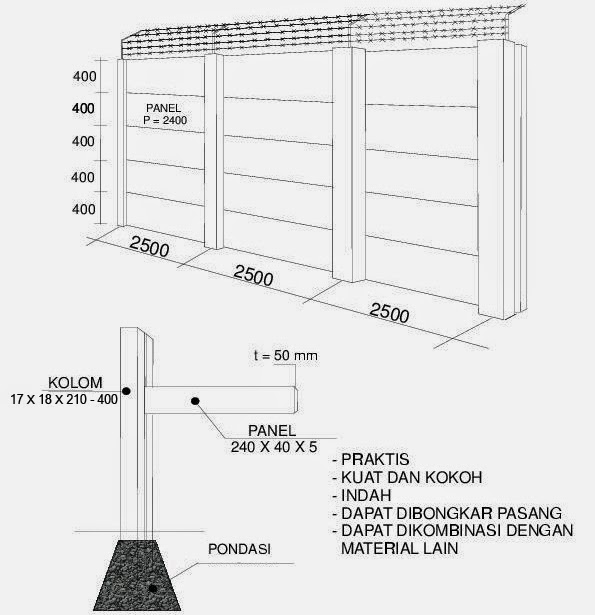 400
400
400
400
400
PANEL
P = 2400
2500
2500
2500
t = 50 mm
KOLOM
17 X 18 X 210 - 400
PANEL
240 X 40 X 5
- PRAKTIS
- KUAT DAN KOKOH
- INDAH
- DAPAT DIBONGKAR PASANG
- DAPAT DIKOMBINASI DENGAN
MATERIAL LAIN
PONDASI